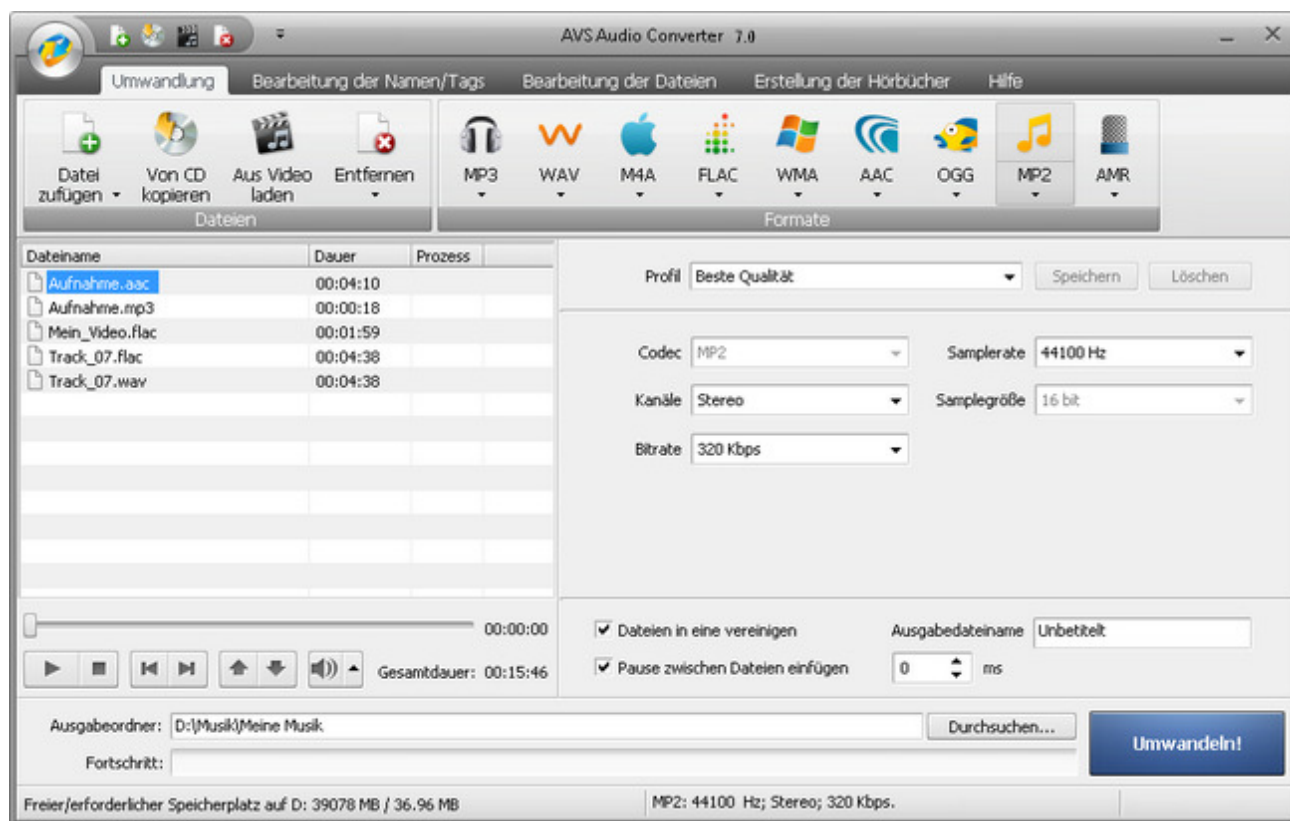 AVS Audio Converter 7.0
Umwandlung Bearbeitung der Namen/Tags Bearbeitung der Dateien Erstellung der Hörbücher Hilfe
Datei zufügen
Von CD kopieren
Aus Video laden
Entfernen
MP3 WAV M4A FLAC WMA AAC OGG MP2 AMR
Dateien
Formate
Dateiname Dauer Prozess
Aufnahme.aac 00:04:10
Aufnahme.mp3 00:00:18
Mein_Video.flac 00:01:59
Track_07.flac 00:04:38
Track_07.wav 00:04:38
Profil Beste Qualität Speichern Löschen
Codec MP2 Samplerate 44100 Hz
Kanäle Stereo Samplegröße 16 bit
Bitrate 320 Kbps
00:00:00
Gesamtdauer: 00:15:46
Dateien in eine vereinigen Ausgabedateiname Unbetitelt
Pause zwischen Dateien einfügen 0 ms
Ausgabeordner: D:\Musik\Meine Musik Durchsuchen...
Fortschritt:
Umwandeln!
Freier/erforderlicher Speicherplatz auf D: 39078 MB / 36.96 MB MP2: 44100 Hz; Stereo; 320 Kbps.